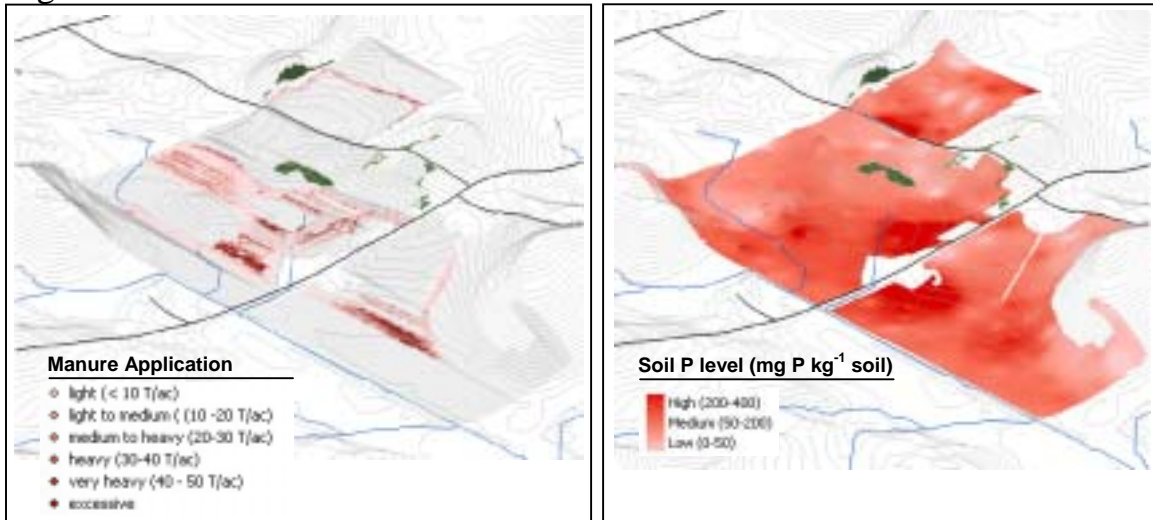 Manure Application
light (< 10 T/ac)
light to medium ( (10 -20 T/ac)
medium to heavy (20-30 T/ac)
heavy (30-40 T/ac)
very heavy (40 - 50 T/ac)
excessive
Soil P level (mg P kg⁻¹ soil)
High (200-400)
Medium (50-200)
Low (0-50)